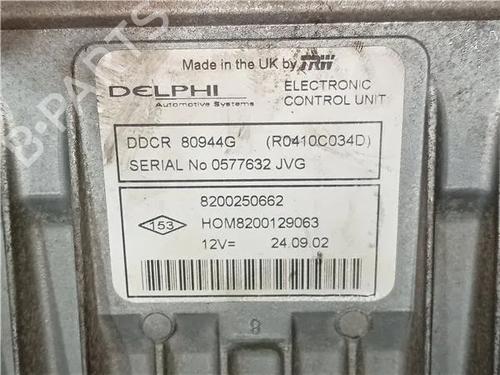 Made in the UK by TRW
DELPHI
Automotive Systems
ELECTRONIC
CONTROL UNIT
DDCR 80944G (R0410C034D)
SERIAL No 0577632 JVG
8200250662
153
HOM8200129063
12V= 24.09.02
8
B-PARTS